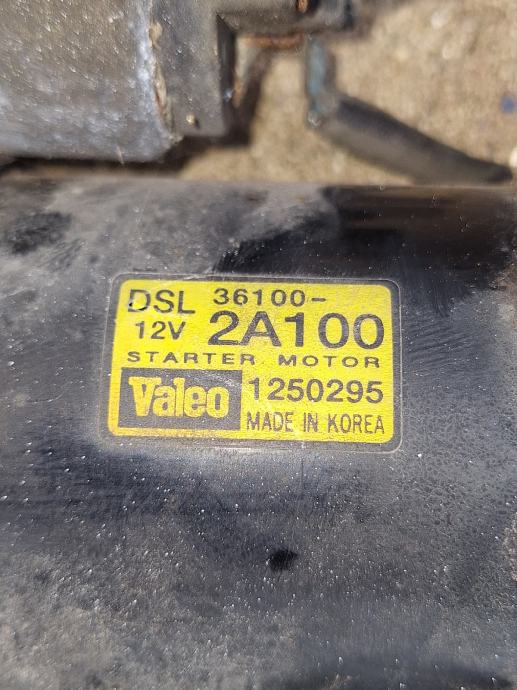 DSL 36100-
12V 2A100
STARTER MOTOR
Valeo 1250295
MADE IN KOREA